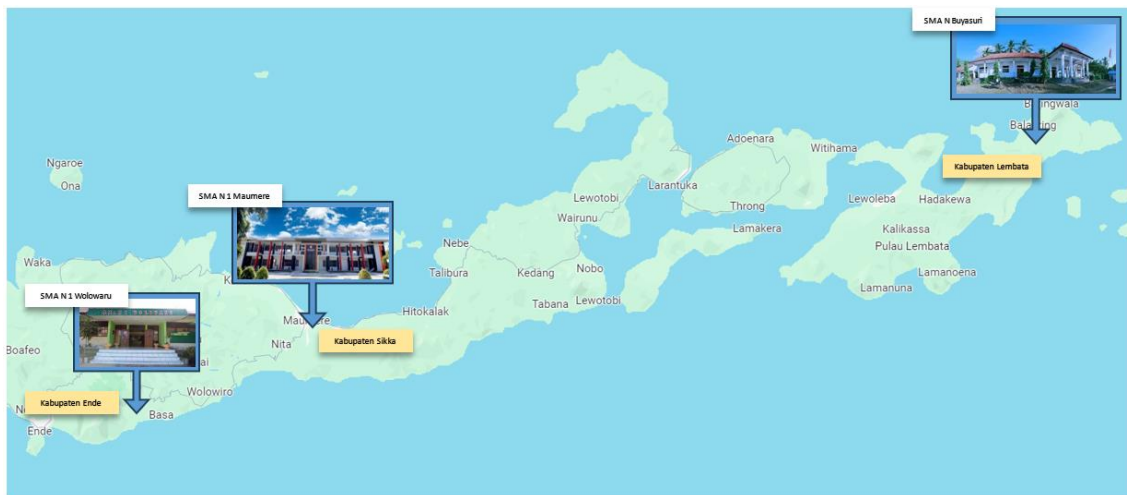 SMA N Buyasuri
Balauring
Adoenara
Witihama
Kabupaten Lembata
Ngaroe
Ona
SMA N 1 Maumere
Lewotobi
Larantuka
Wairunu
Throng
Lewoleba
Hadakewa
Lamakera
Kalikassa
Pulau Lembata
Waka
Nebe
Talibura
Kedang
Nobo
Lamanoena
Lamanuna
SMA N 1 Wolowaru
Hitokalak
Tabana
Lewotobi
Maumere
Nita
Kabupaten Sikka
Boafeo
Wolowiro
Kabupaten Ende
Basa
Ende